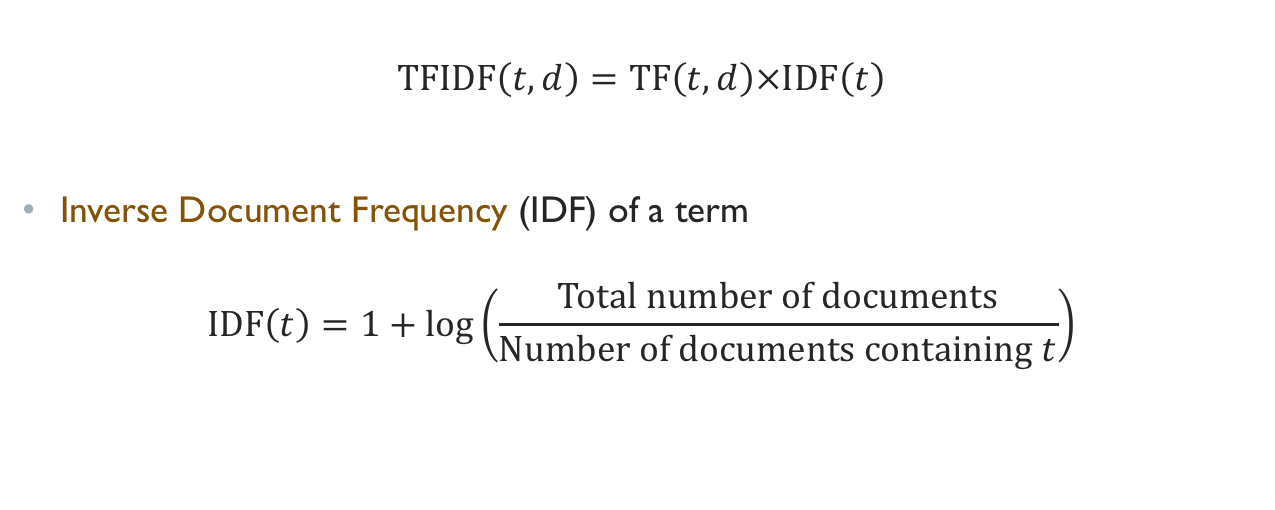 TFIDF(t, d) = TF(t, d)×IDF(t)
• Inverse Document Frequency (IDF) of a term
IDF(t) = 1 + log(Total number of documents / Number of documents containing t)